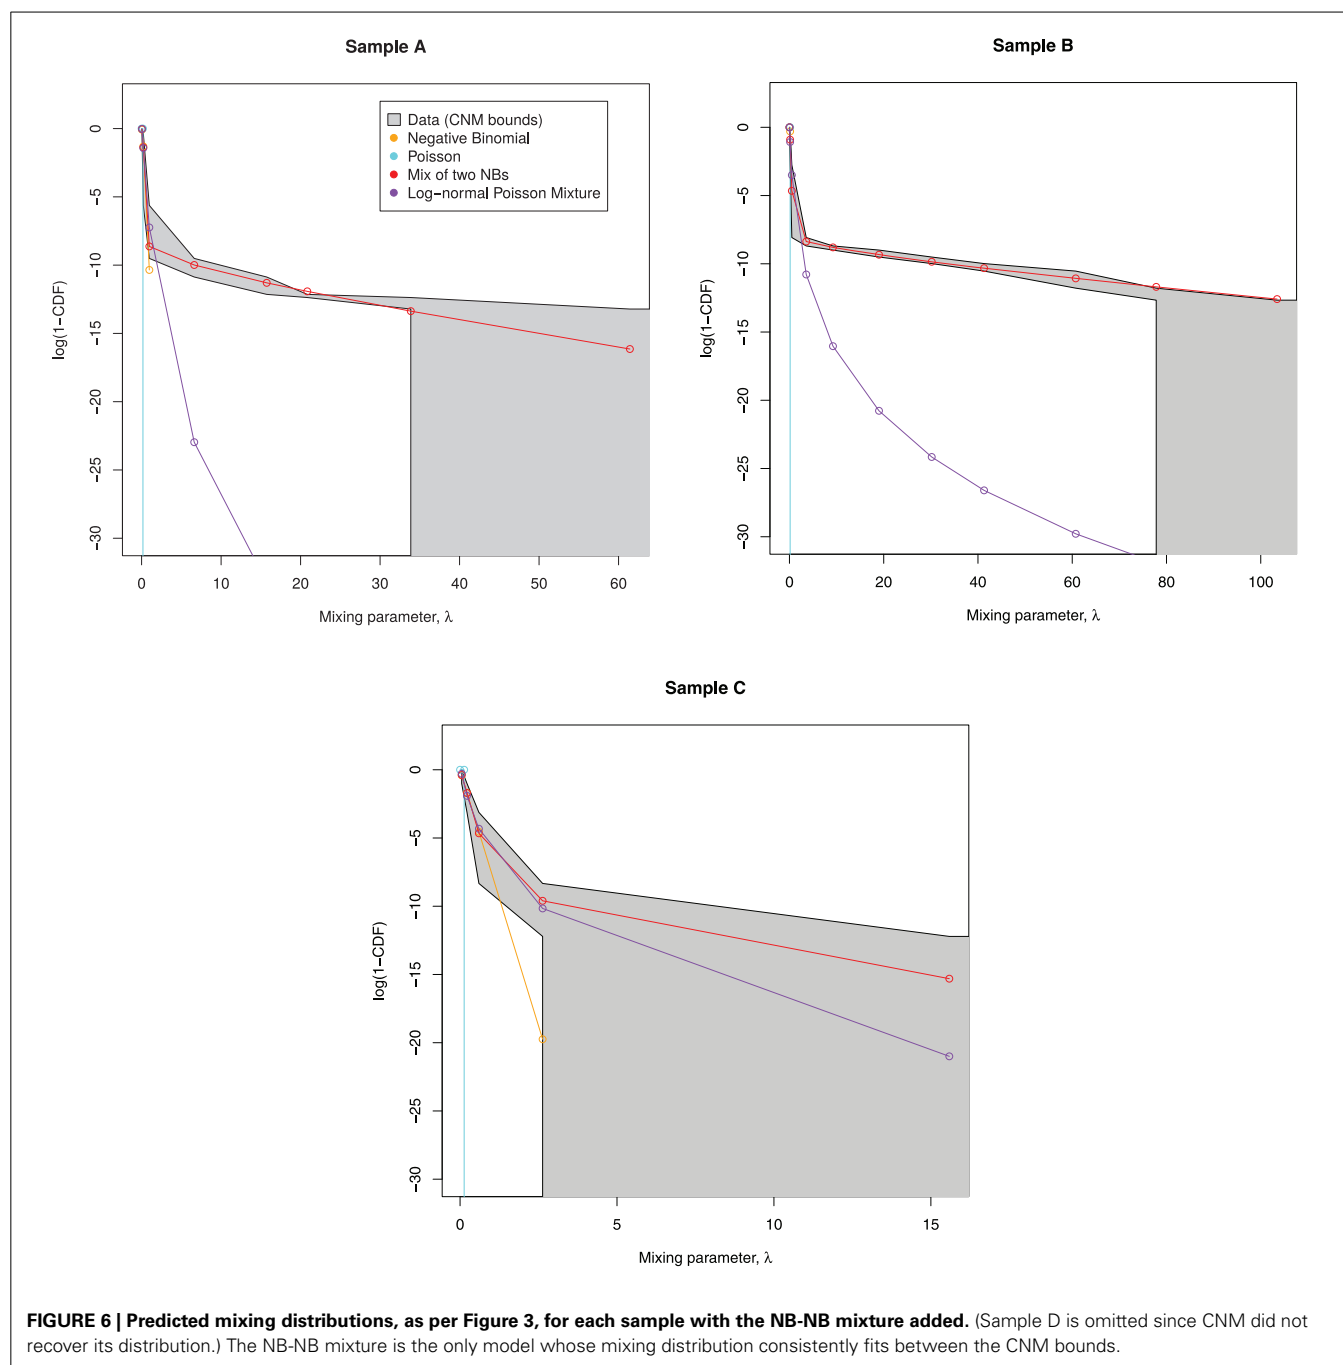 Sample A
0
−5
−10
−15
−20
−25
−30
log(1−CDF)
Data (CNM bounds)
Negative Binomial
Poisson
Mix of two NBs
Log−normal Poisson Mixture
0 10 20 30 40 50 60
Mixing parameter, λ
Sample B
0
−5
−10
−15
−20
−25
−30
log(1−CDF)
0 20 40 60 80 100
Mixing parameter, λ
Sample C
0
−5
−10
−15
−20
−25
−30
log(1−CDF)
0 5 10 15
Mixing parameter, λ
FIGURE 6 | Predicted mixing distributions, as per Figure 3, for each sample with the NB-NB mixture added. (Sample D is omitted since CNM did not
recover its distribution.) The NB-NB mixture is the only model whose mixing distribution consistently fits between the CNM bounds.